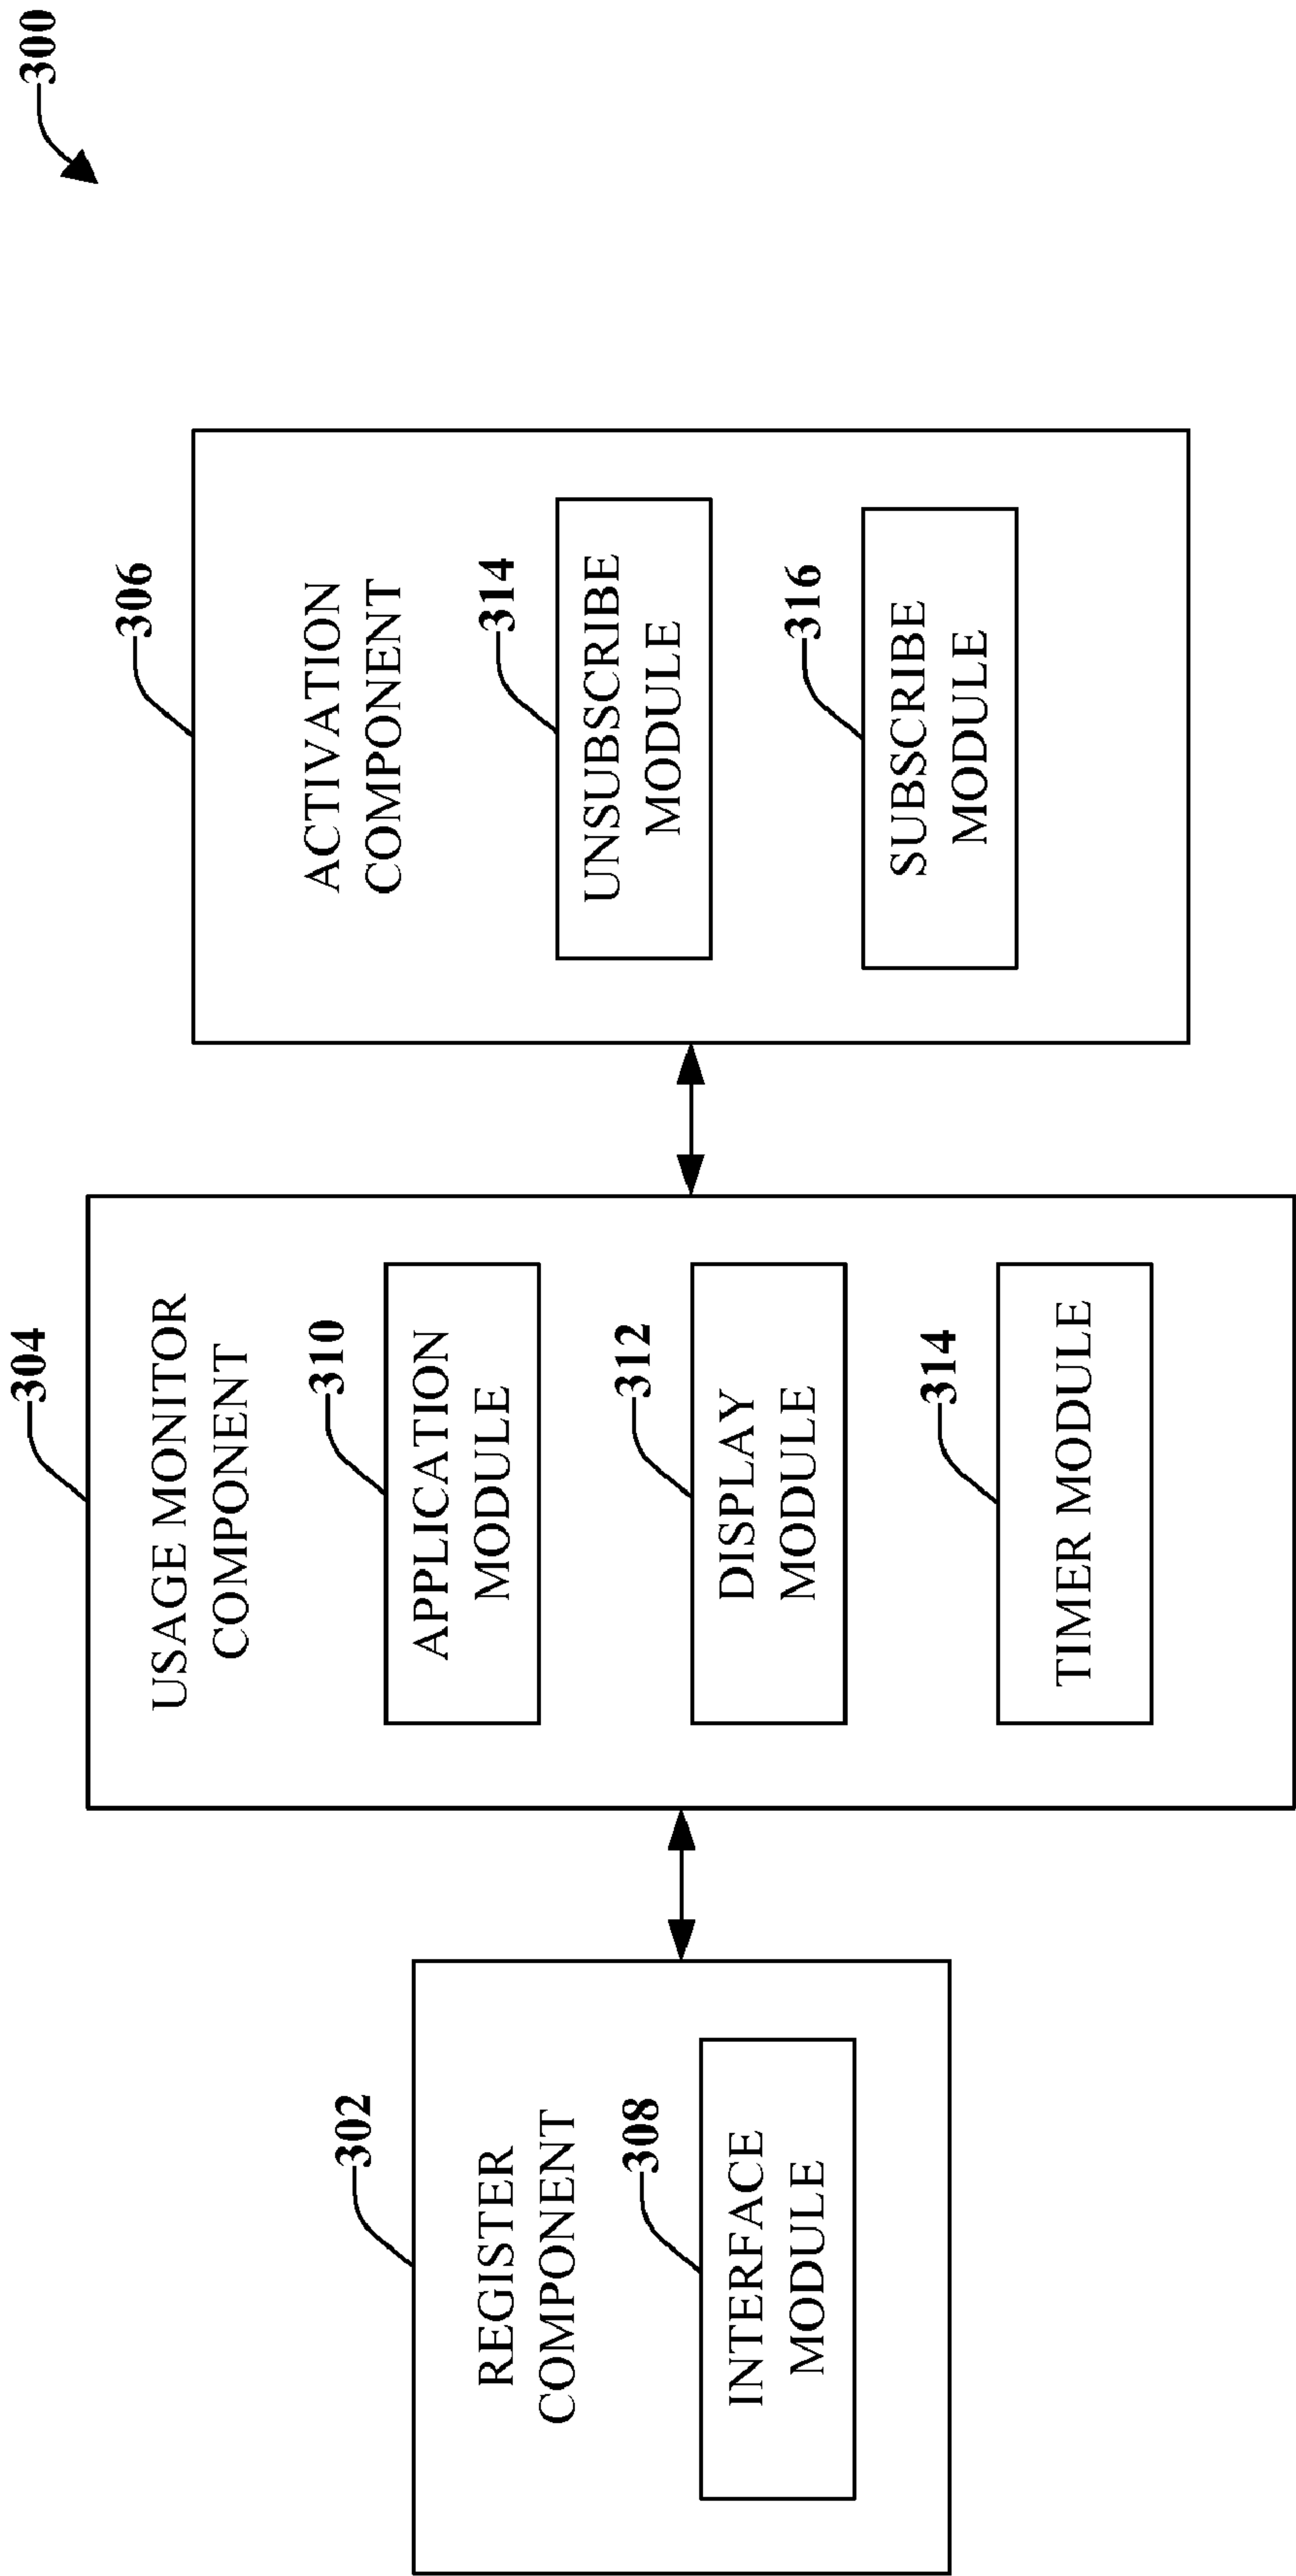 300
302
REGISTER
COMPONENT
308
INTERFACE
MODULE
304
USAGE MONITOR
COMPONENT
310
APPLICATION
MODULE
312
DISPLAY
MODULE
314
TIMER MODULE
306
ACTIVATION
COMPONENT
314
UNSUBSCRIBE
MODULE
316
SUBSCRIBE
MODULE